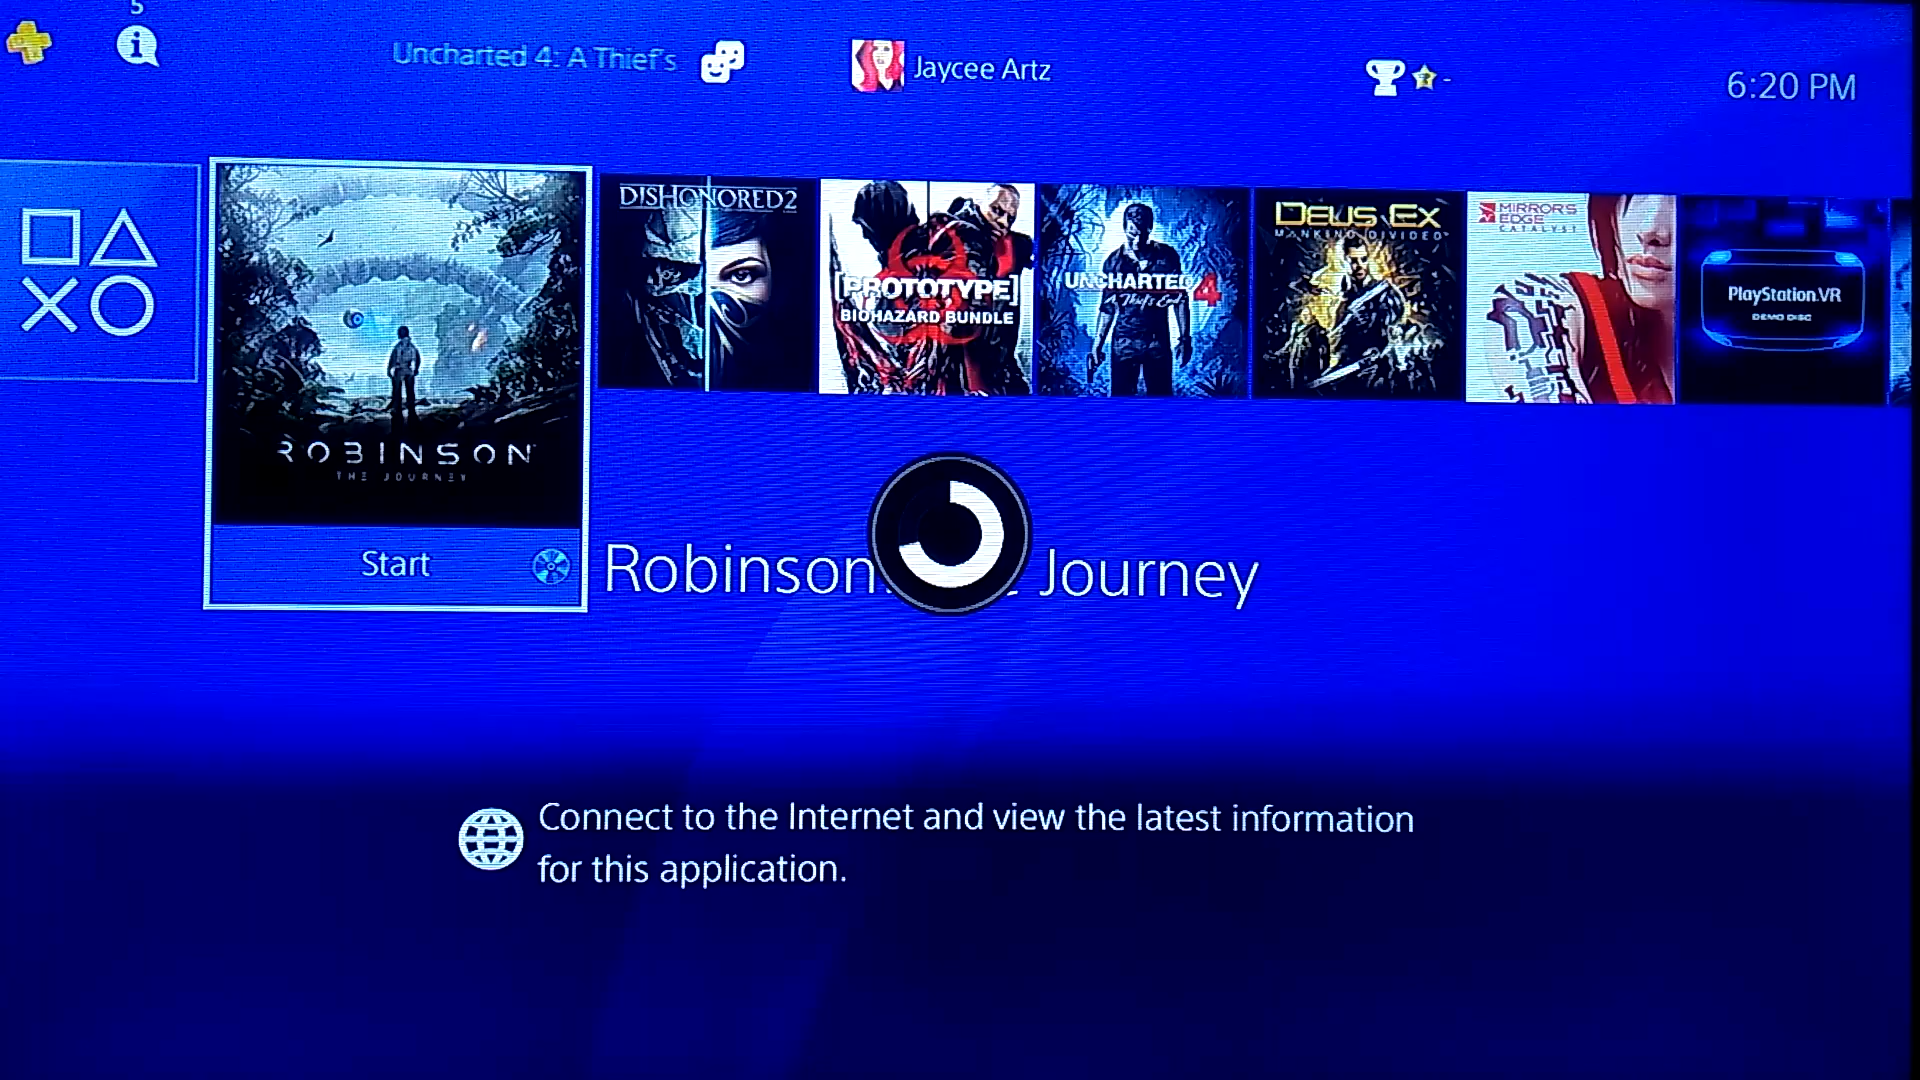 5
Uncharted 4: A Thief's
Jaycee Artz
-
6:20 PM
DISHONORED 2
[PROTOTYPE]
BIOHAZARD BUNDLE
UNCHARTED 4
A Thief's End
DEUS EX
MANKIND DIVIDED
MIRROR'S
EDGE
CATALYST
PlayStation.VR
DEMO DISC
ROBINSON
THE JOURNEY
Start
Robinson: Journey
Connect to the Internet and view the latest information
for this application.